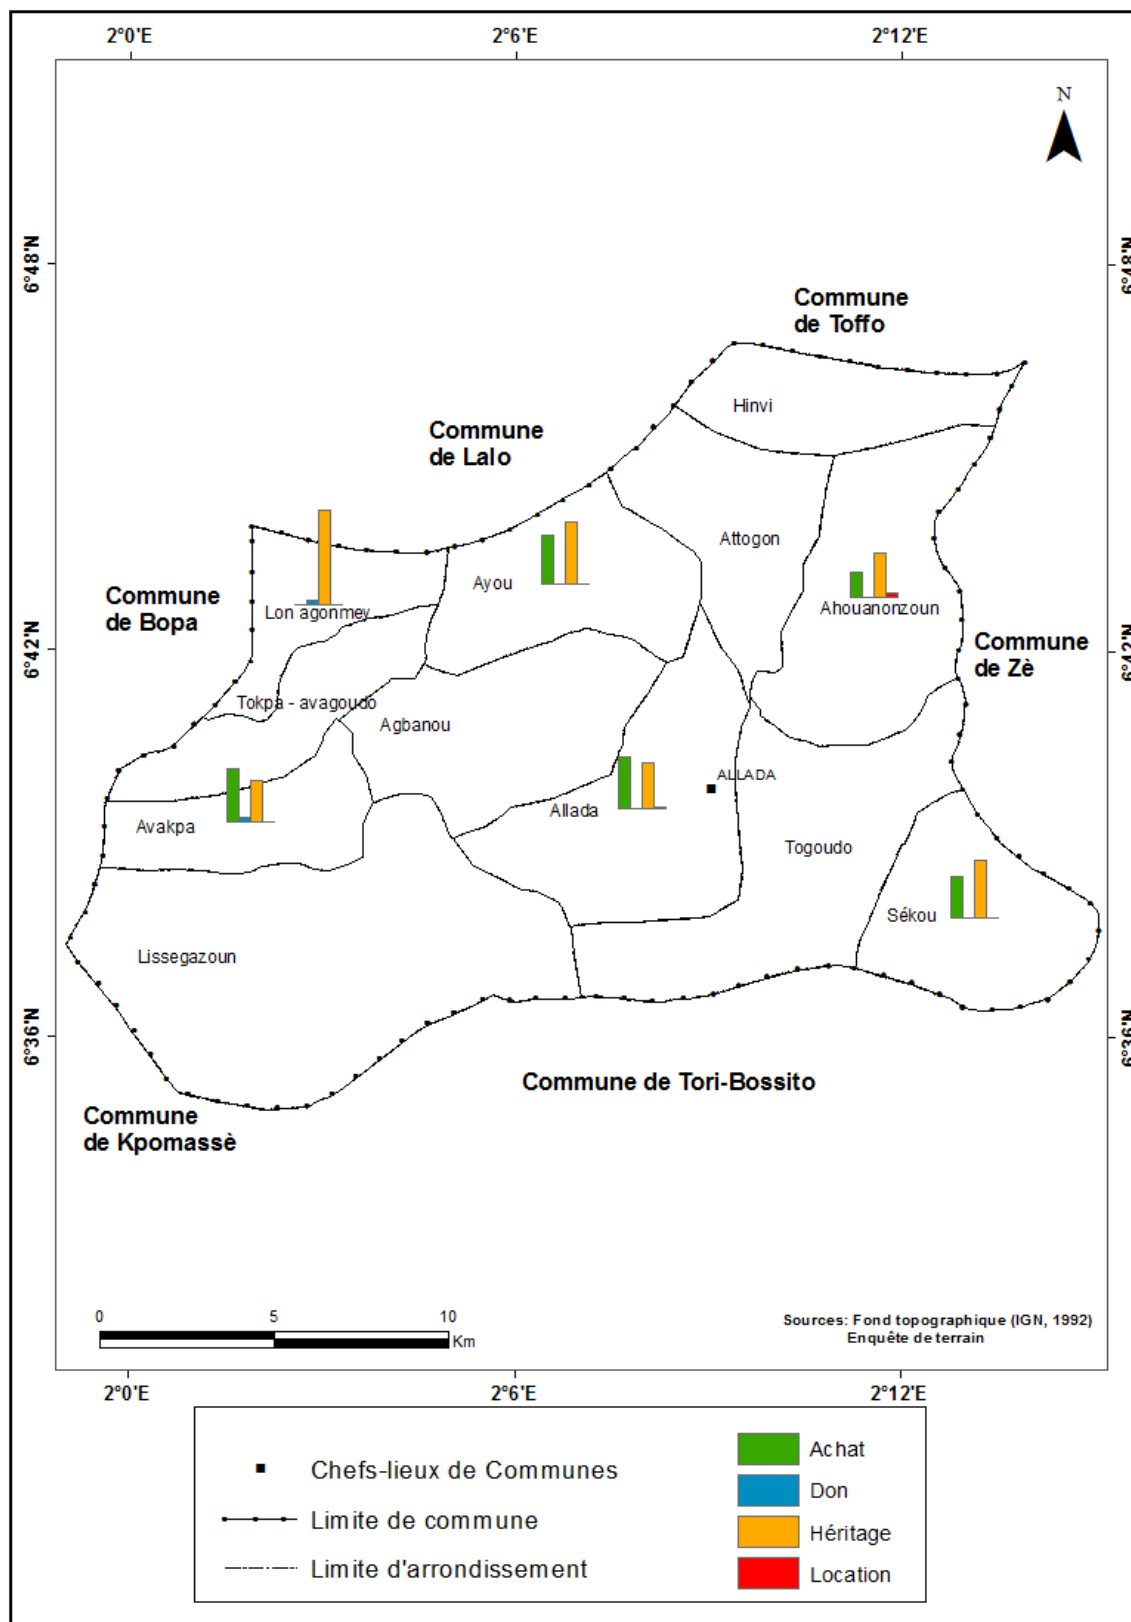 2°0'E
2°6'E
2°12'E
N
6°48'N
6°48'N
Commune
de Toffo
Hinvi
Commune
de Lalo
Attogon
Ayou
Commune
de Bopa
Lon agonmey
Ahouanonzoun
6°42'N
6°42'N
Commune
de Zè
Tokpa - avagoudo
Agbanou
ALLADA
Avakpa
Allada
Togoudo
Sékou
Lissegazoun
6°36'N
6°36'N
Commune de Tori-Bossito
Commune
de Kpomassè
0
5
10
Km
Sources: Fond topographique (IGN, 1992)
Enquête de terrain
2°0'E
2°6'E
2°12'E
Chefs-lieux de Communes
Limite de commune
Limite d'arrondissement
Achat
Don
Héritage
Location